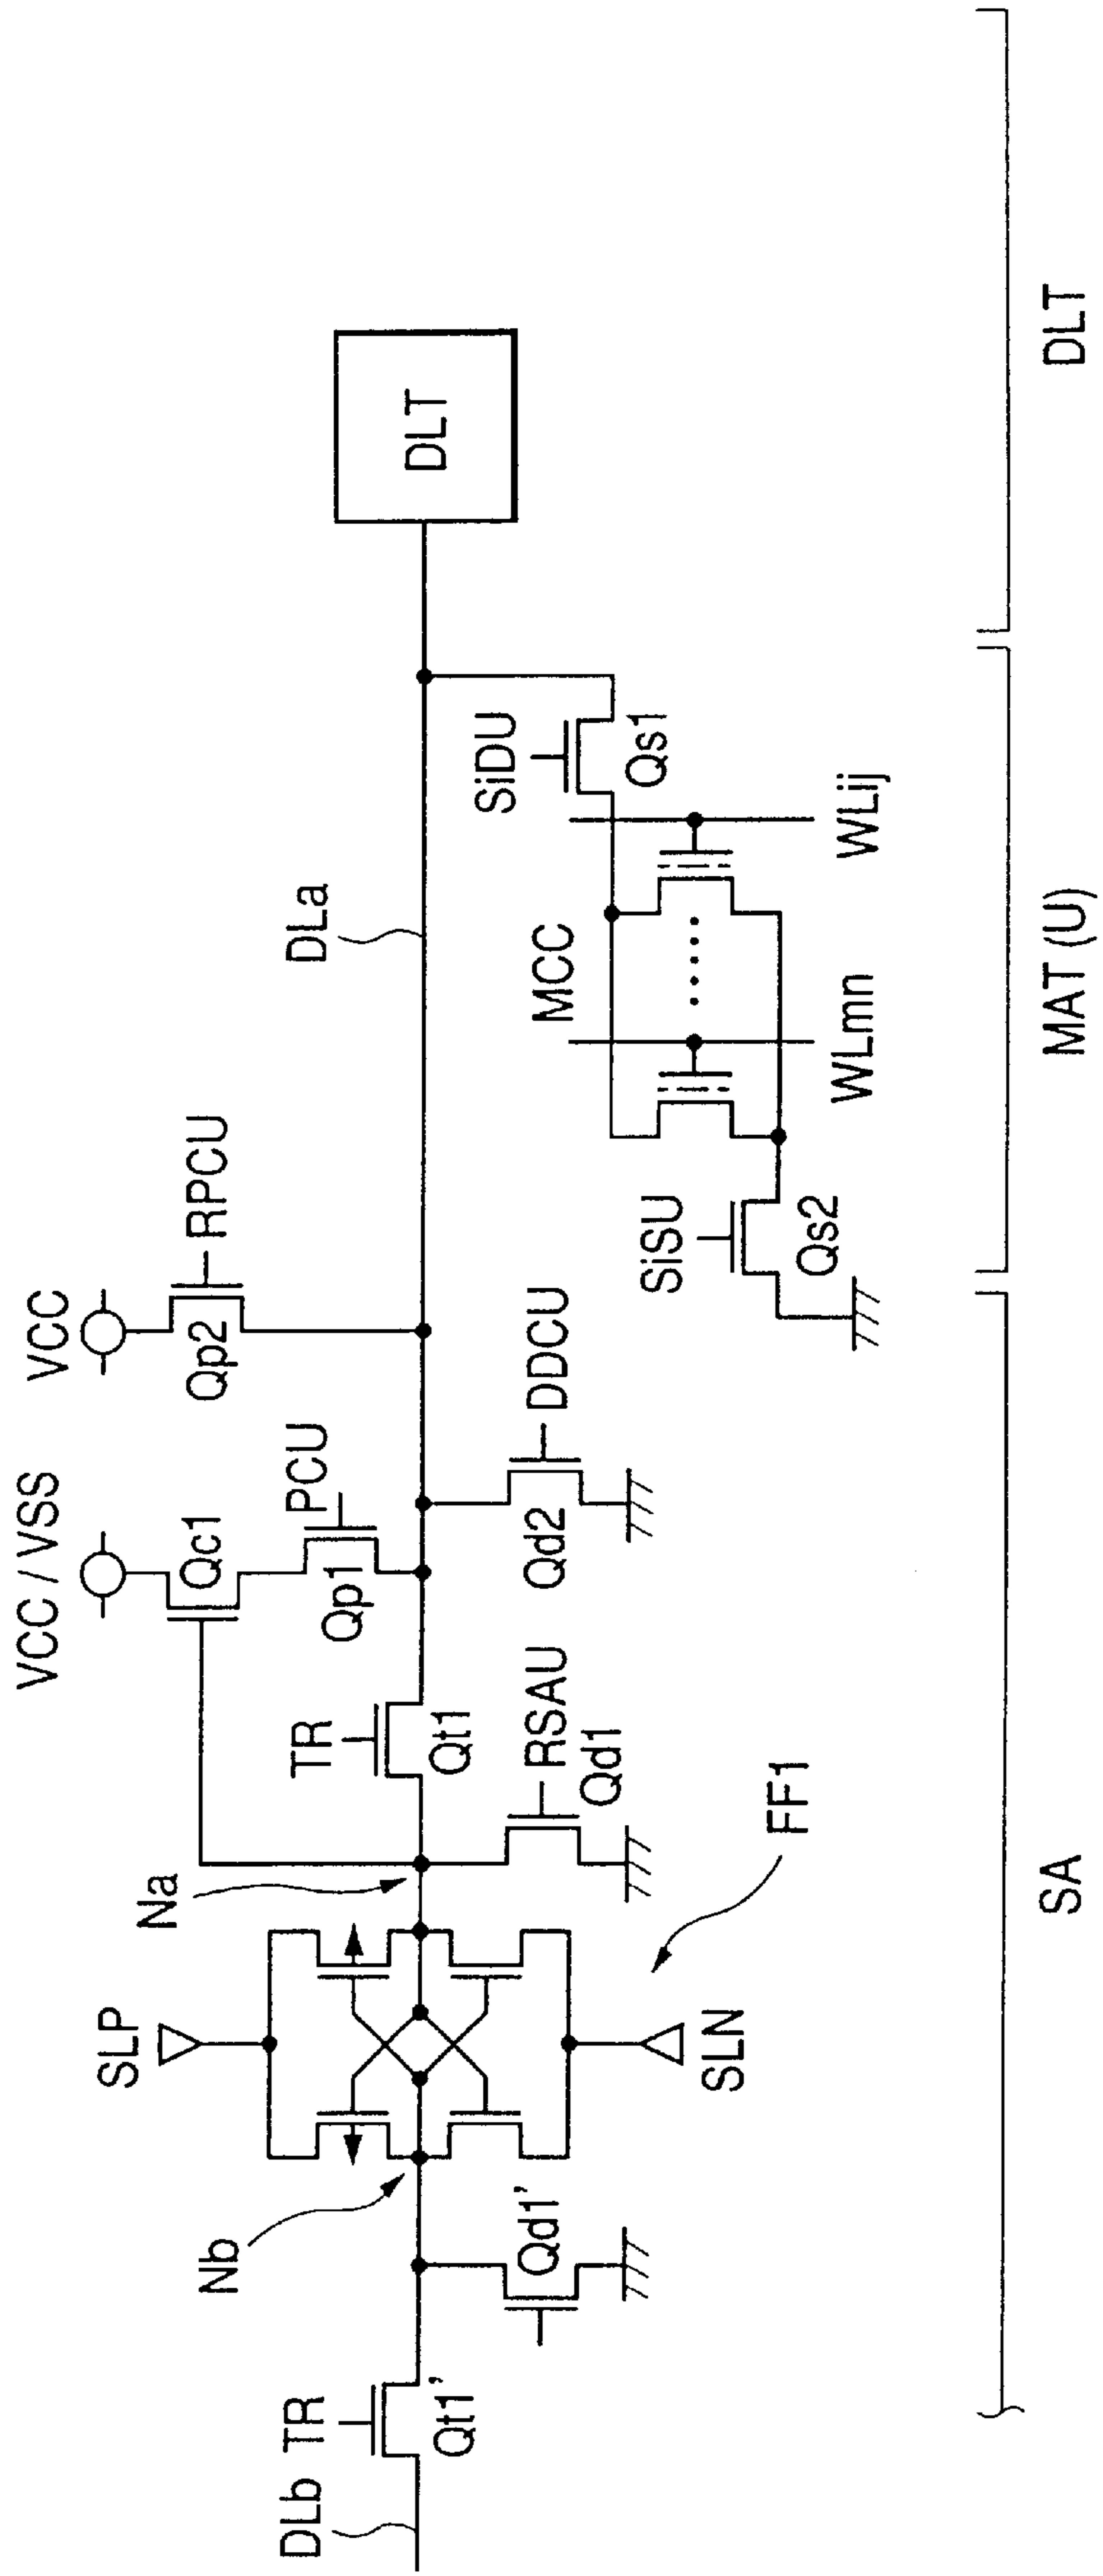 VCC / VSS
VCC
Qc1
RPCU
Qp2
SLP
PCU
Qp1
Na
TR
Qt1
DLa
DLT
DLb
TR
Qt1'
Nb
Qd1'
RSAU
Qd1
DDCU
Qd2
SiDU
Qs1
MCC
SiSU
Qs2
WLmn
WLij
SLN
FF1
SA
MAT (U)
DLT